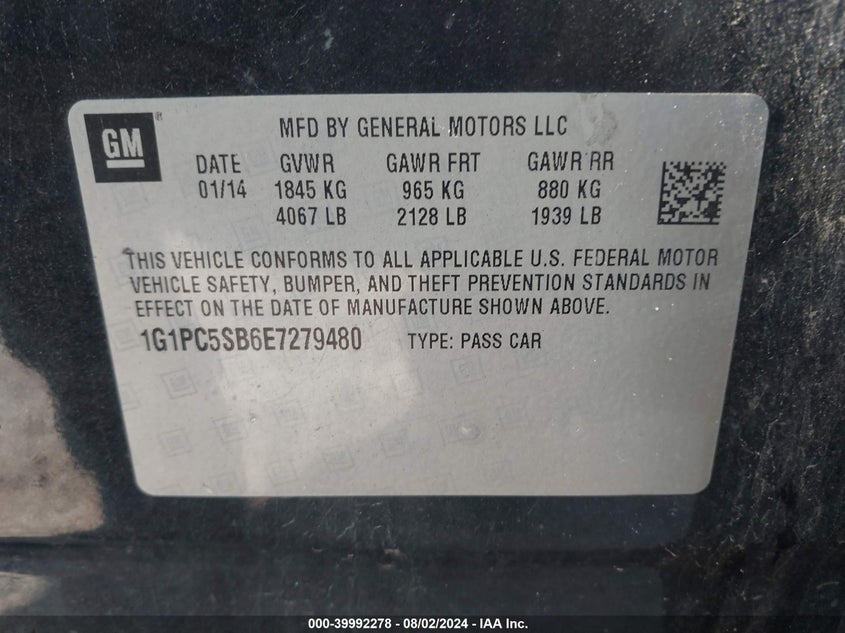 GM ®
MFD BY GENERAL MOTORS LLC
DATE GVWR GAWR FRT GAWR RR
01/14 1845 KG 965 KG 880 KG
4067 LB 2128 LB 1939 LB
THIS VEHICLE CONFORMS TO ALL APPLICABLE U.S. FEDERAL MOTOR
VEHICLE SAFETY, BUMPER, AND THEFT PREVENTION STANDARDS IN
EFFECT ON THE DATE OF MANUFACTURE SHOWN ABOVE.
1G1PC5SB6E7279480 TYPE: PASS CAR
000-39992278 - 08/02/2024 - IAA Inc.